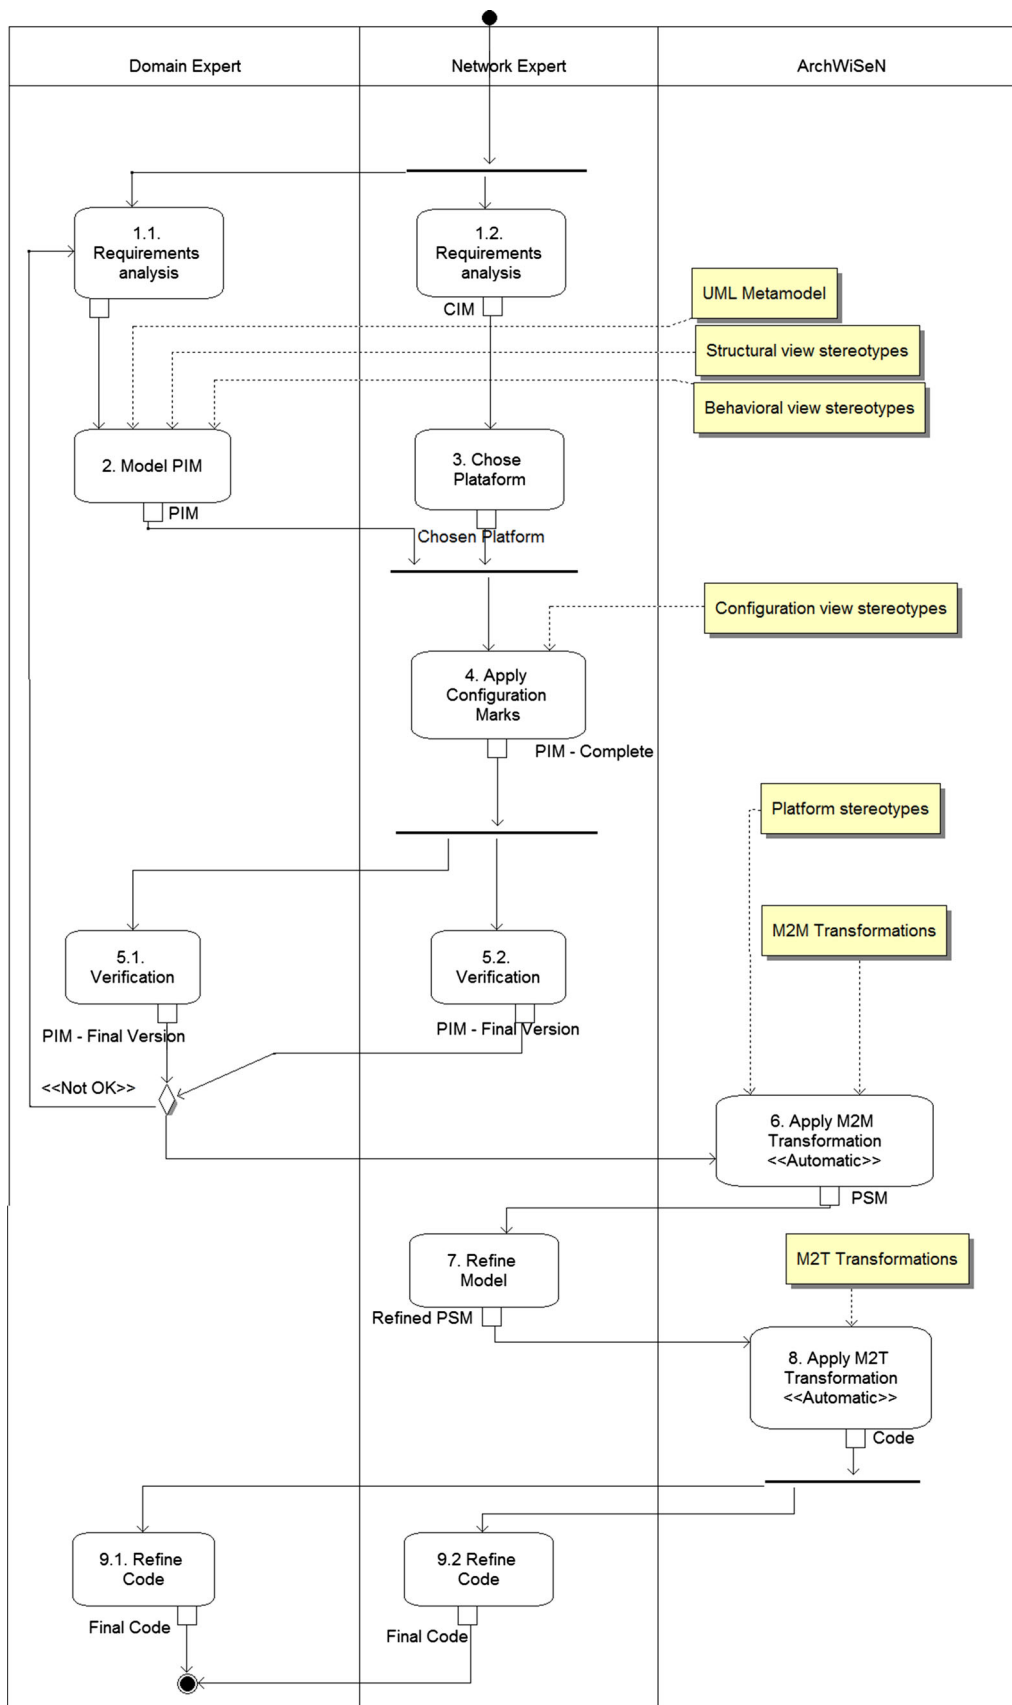 Domain Expert
Network Expert
ArchWiSeN
1.1.
Requirements
analysis
1.2.
Requirements
analysis
CIM
UML Metamodel
Structural view stereotypes
Behavioral view stereotypes
2. Model PIM
PIM
3. Chose
Plataform
Chosen Platform
Configuration view stereotypes
4. Apply
Configuration
Marks
PIM - Complete
Platform stereotypes
M2M Transformations
5.1.
Verification
PIM - Final Version
5.2.
Verification
PIM - Final Version
<<Not OK>>
6. Apply M2M
Transformation
<<Automatic>>
PSM
7. Refine
Model
Refined PSM
M2T Transformations
8. Apply M2T
Transformation
<<Automatic>>
Code
9.1. Refine
Code
Final Code
9.2 Refine
Code
Final Code